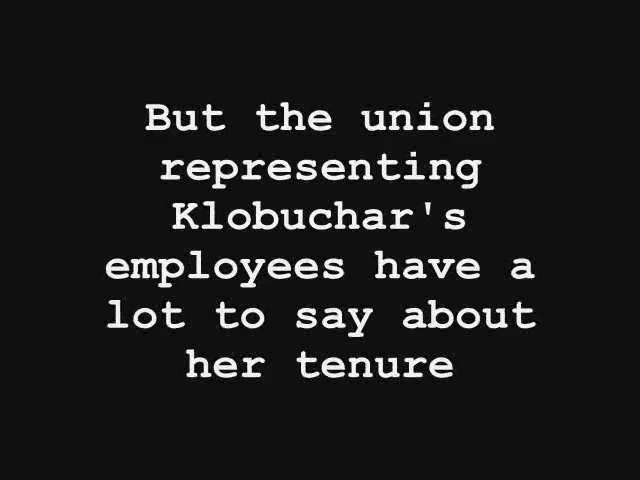 But the union
representing
Klobuchar's
employees have a
lot to say about
her tenure